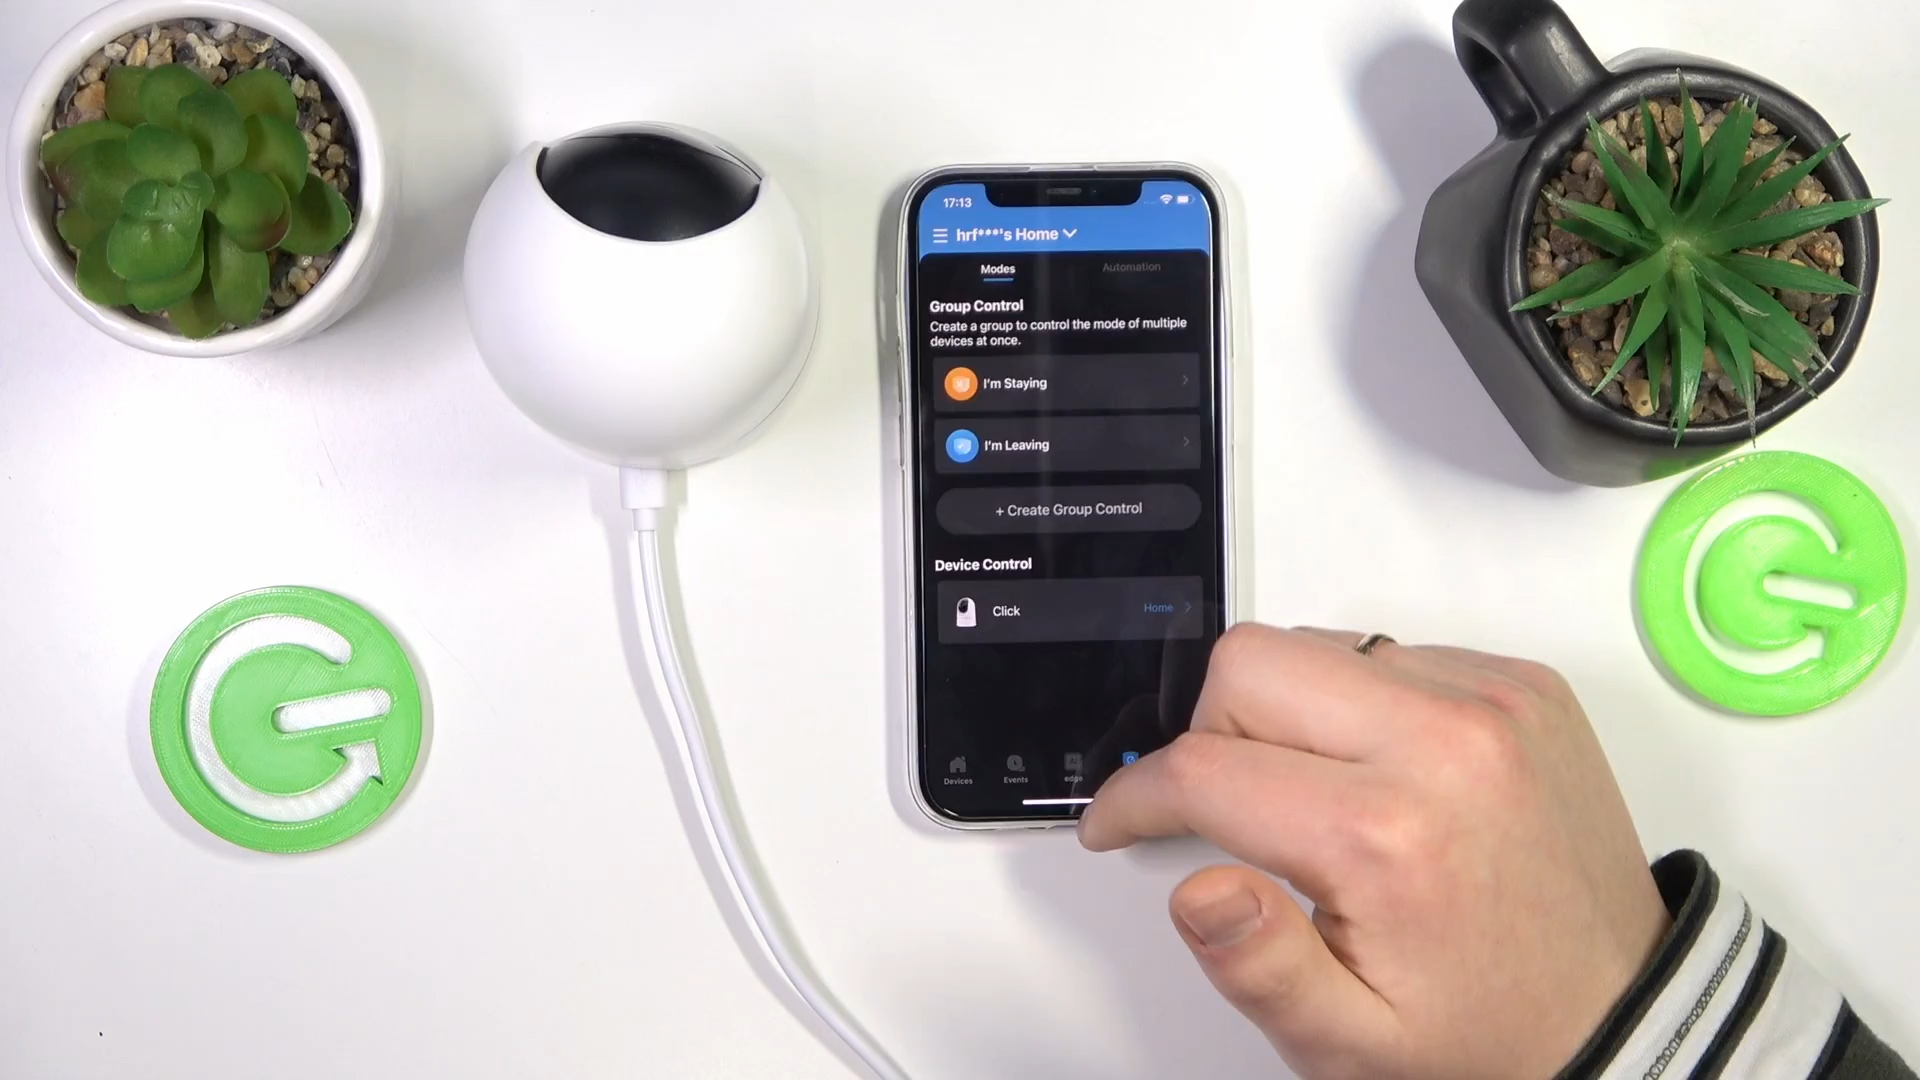 17:13
hrf***'s Home
Modes
Automation
Group Control
Create a group to control the mode of multiple
devices at once.
I'm Staying
I'm Leaving
+ Create Group Control
Device Control
Click
Home
Devices
Events
edge